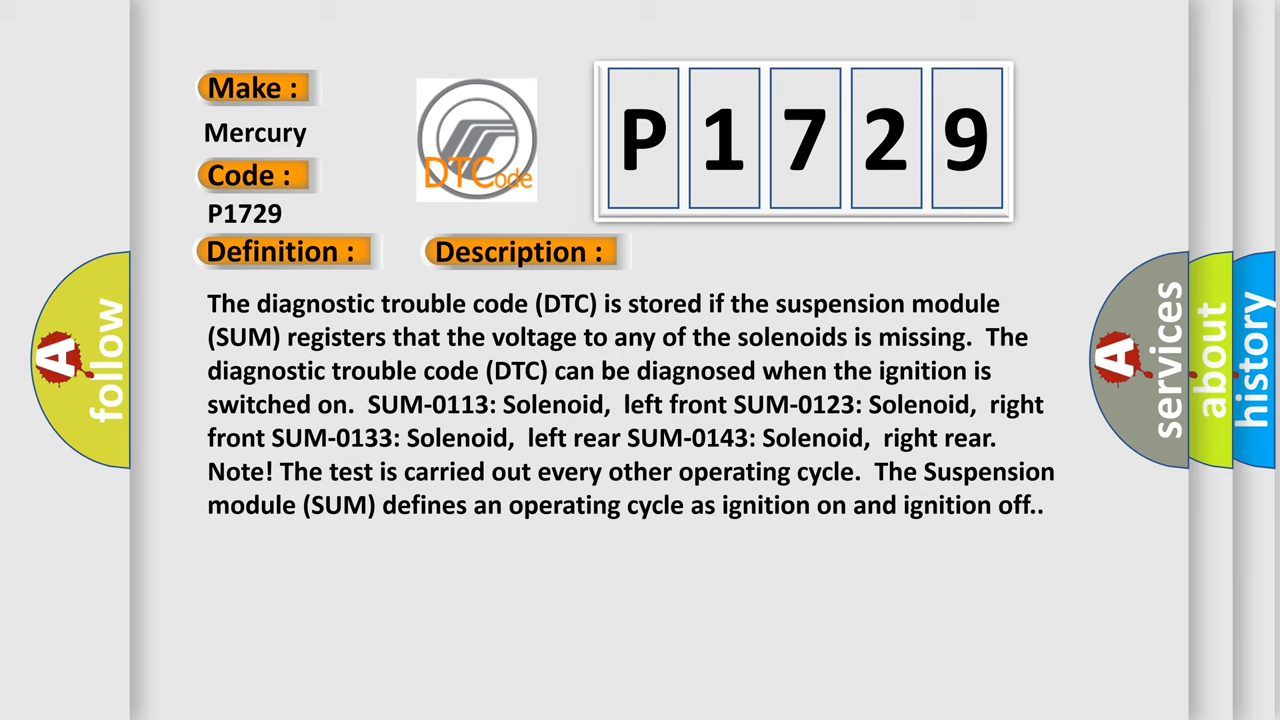 Make :
Mercury
Code :
P1729
DTCode
P1729
Definition :
Description :
The diagnostic trouble code (DTC) is stored if the suspension module
(SUM) registers that the voltage to any of the solenoids is missing. The
diagnostic trouble code (DTC) can be diagnosed when the ignition is
switched on. SUM-0113: Solenoid, left front SUM-0123: Solenoid, right
front SUM-0133: Solenoid, left rear SUM-0143: Solenoid, right rear.
Note! The test is carried out every other operating cycle. The Suspension
module (SUM) defines an operating cycle as ignition on and ignition off..
A follow
A services
about
history